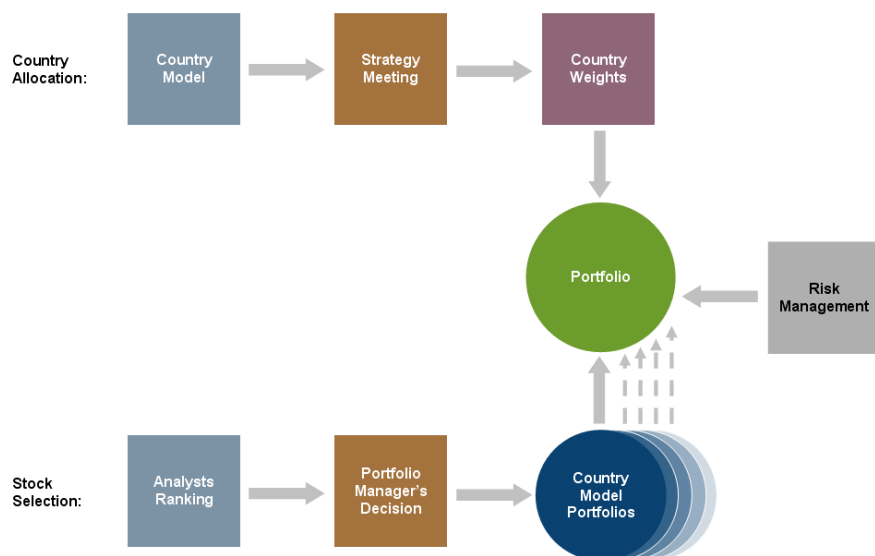 Country
Allocation:
Country
Model
Strategy
Meeting
Country
Weights
Portfolio
Risk
Management
Stock
Selection:
Analysts
Ranking
Portfolio
Manager’s
Decision
Country
Model
Portfolios